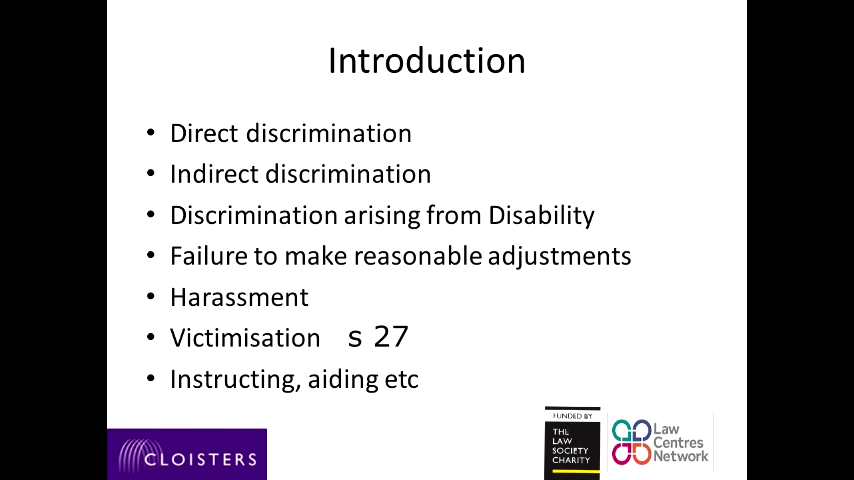 Introduction
• Direct discrimination
• Indirect discrimination
• Discrimination arising from Disability
• Failure to make reasonable adjustments
• Harassment
• Victimisation s 27
• Instructing, aiding etc
CLOISTERS
FUNDED BY
THE
LAW
SOCIETY
CHARITY
Law
Centres
Network